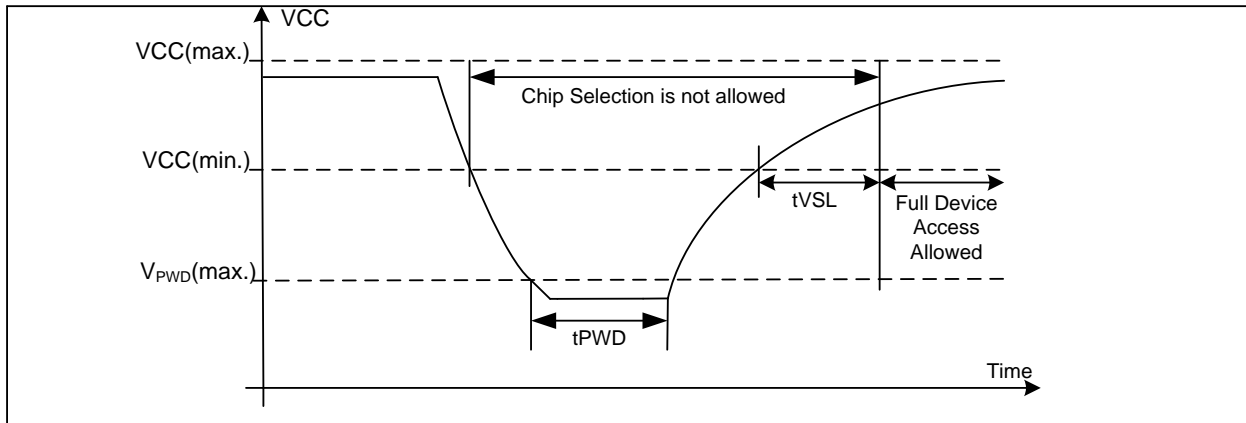 VCC
VCC(max.)
Chip Selection is not allowed
VCC(min.)
tVSL
Full Device
Access
Allowed
VPWD(max.)
tPWD
Time